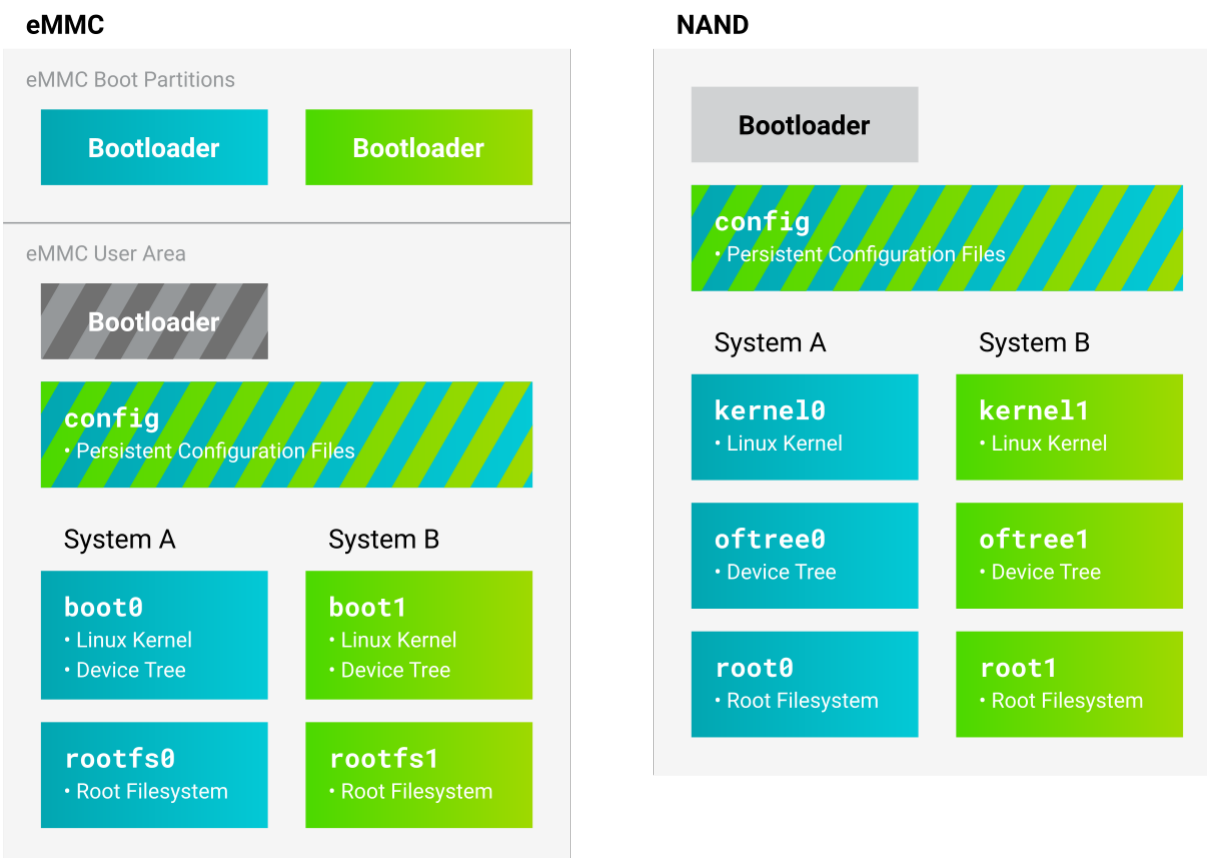 eMMC
eMMC Boot Partitions
Bootloader
Bootloader
eMMC User Area
Bootloader
config
• Persistent Configuration Files
System A
System B
boot0
• Linux Kernel
• Device Tree
boot1
• Linux Kernel
• Device Tree
rootfs0
• Root Filesystem
rootfs1
• Root Filesystem
NAND
Bootloader
config
• Persistent Configuration Files
System A
System B
kernel0
• Linux Kernel
kernel1
• Linux Kernel
oftree0
• Device Tree
oftree1
• Device Tree
root0
• Root Filesystem
root1
• Root Filesystem